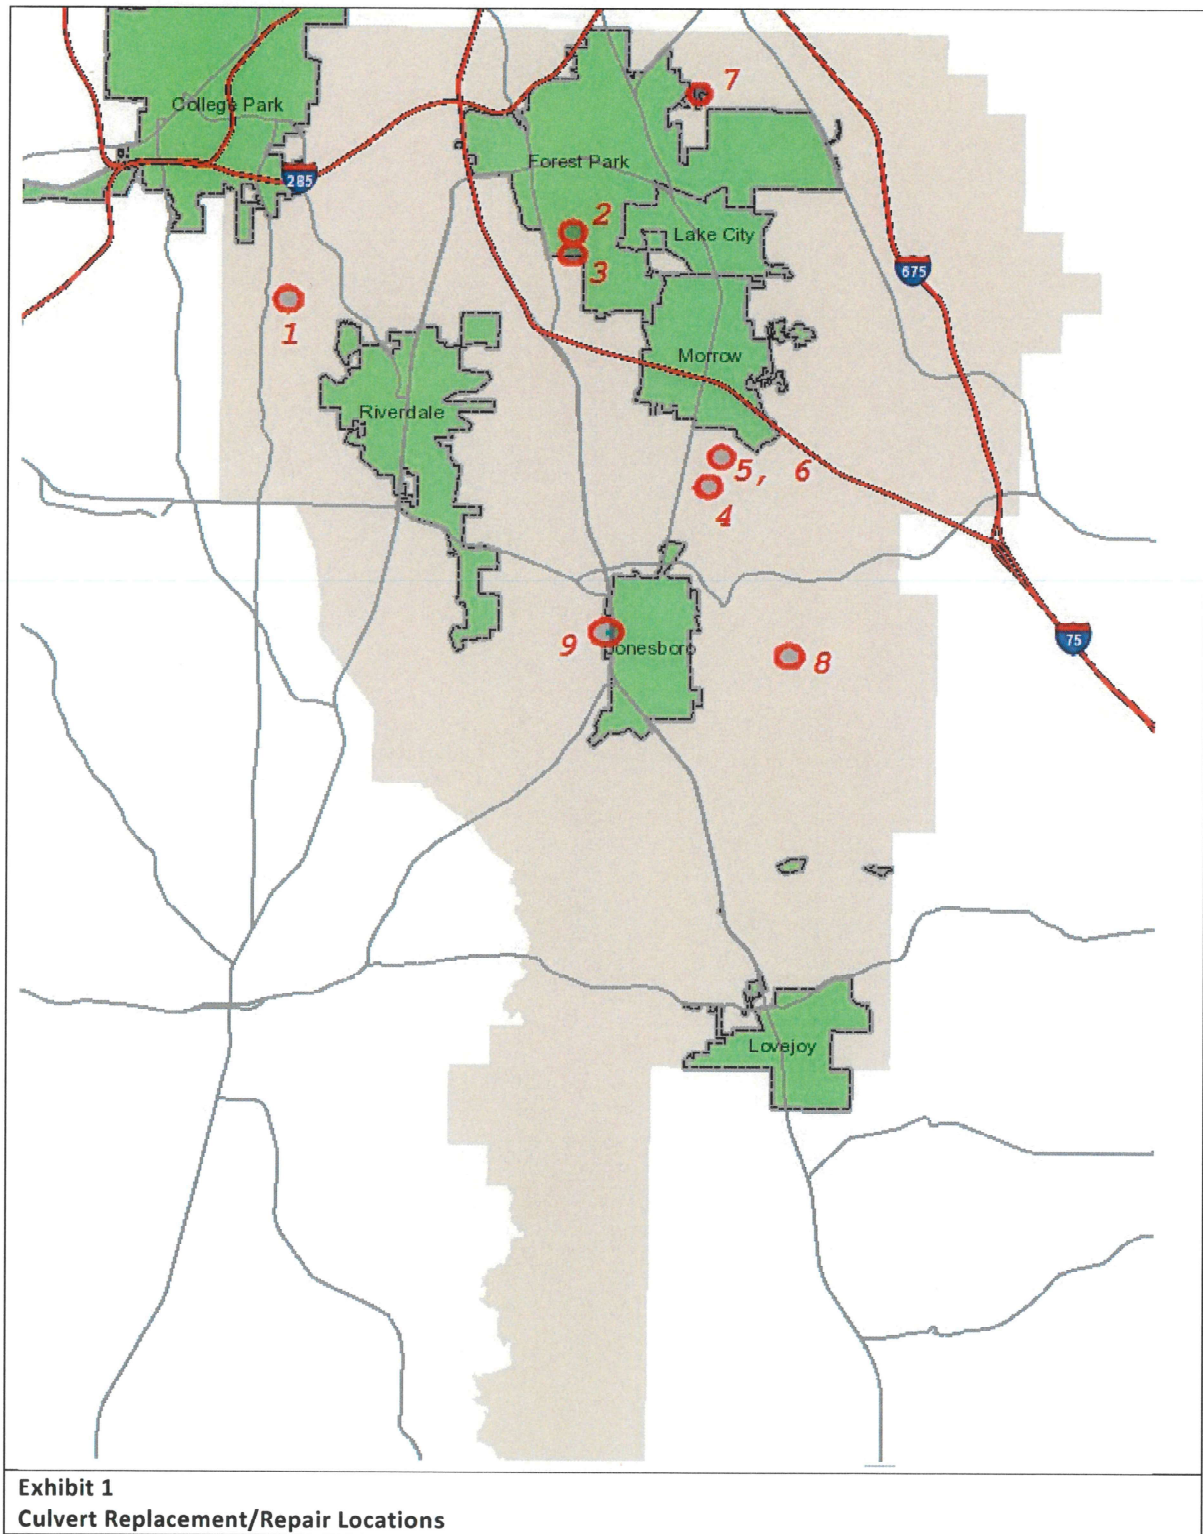 7
College Park
Forest Park
285
2
Lake City
3
675
1
Morrow
Riverdale
5, 6
4
9
Jonesboro
8
75
Lovejoy
Exhibit 1
Culvert Replacement/Repair Locations